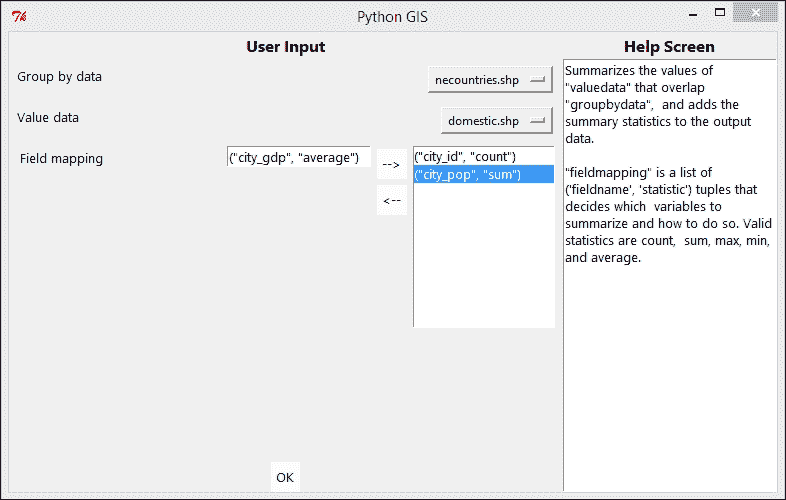 Python GIS
User Input
Group by data
necountries.shp
Value data
domestic.shp
Field mapping
("city_gdp", "average")
-->
<--
("city_id", "count")
("city_pop", "sum")
OK
Help Screen
Summarizes the values of
"valuedata" that overlap
"groupbydata",  and adds the
summary statistics to the output
data.
"fieldmapping" is a list of
('fieldname', 'statistic') tuples that
decides which  variables to
summarize and how to do so. Valid
statistics are count,  sum, max, min,
and average.